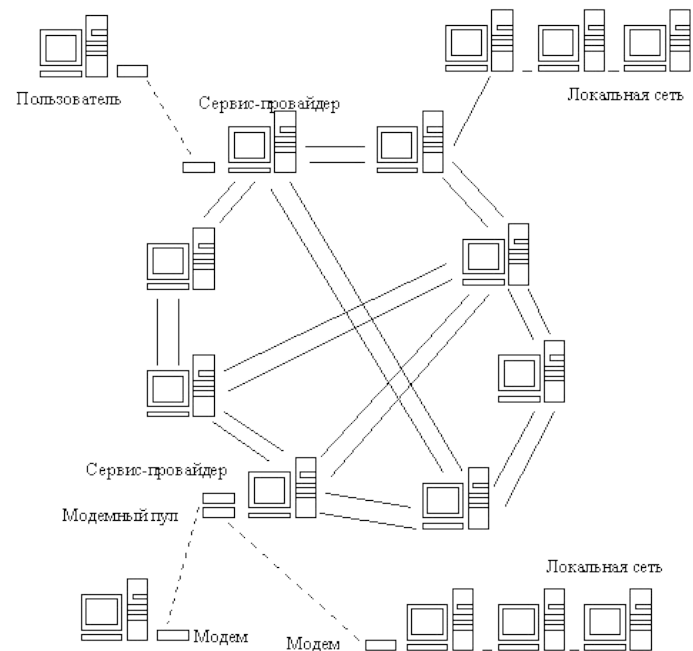 Пользователь
Сервис-провайдер
Локальная сеть
Сервис-провайдер
Модемный пул
Локальная сеть
Модем
Модем